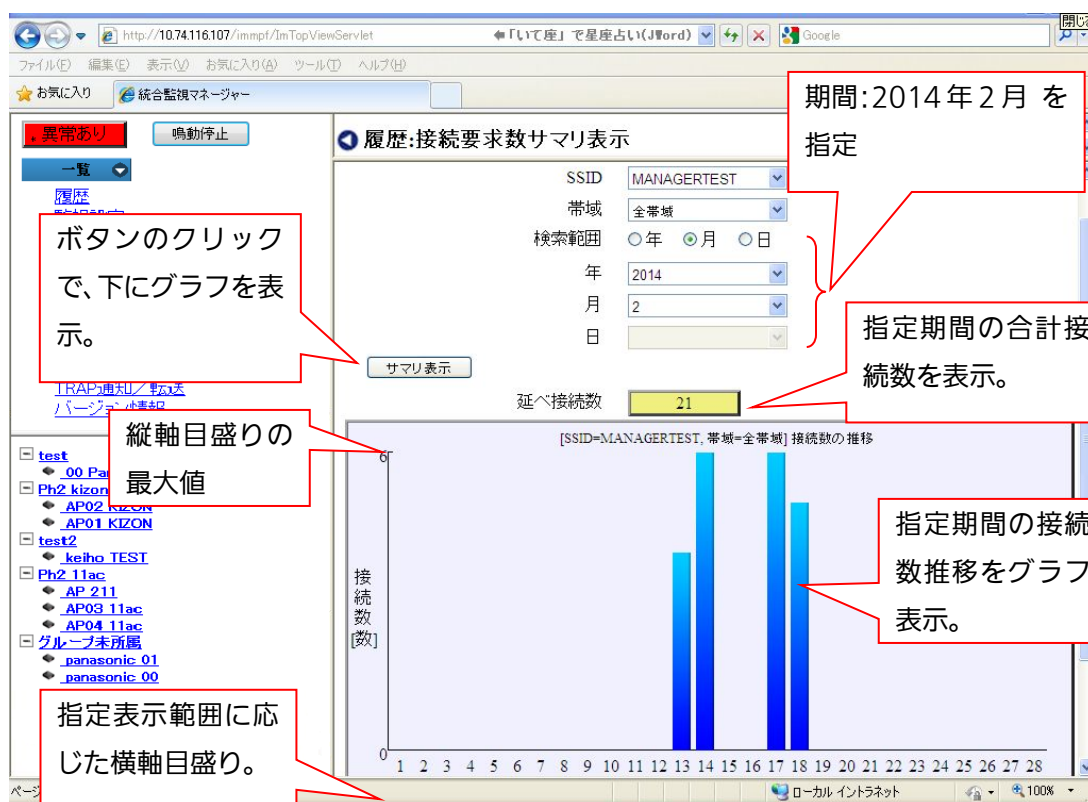 閉じる
http://10.74.116.107/immpf/ImTopViewServlet
「いて座」で星座占い(JWord)
Google
ファイル(F) 編集(E) 表示(V) お気に入り(A) ツール(T) ヘルプ(H)
お気に入り
統合監視マネージャー
異常あり
鳴動停止
一覧
履歴
TRAP通知/転送
バージョン情報
test
00
Ph2 kizon
AP02 KIZON
AP01 KIZON
test2
keiho TEST
Ph2 11ac
AP 211
AP03 11ac
AP04 11ac
グループ未所属
panasonic 01
panasonic 00
履歴:接続要求数サマリ表示
SSID MANAGERTEST
帯域 全帯域
検索範囲 年 月 日
年 2014
月 2
日
サマリ表示
延べ接続数 21
[SSID=MANAGERTEST, 帯域=全帯域] 接続数の推移
6
接続数[数]
0
1 2 3 4 5 6 7 8 9 10 11 12 13 14 15 16 17 18 19 20 21 22 23 24 25 26 27 28
期間:2014年2月 を
指定
ボタンのクリック
で、下にグラフを表
示。
指定期間の合計接
続数を表示。
縦軸目盛りの
最大値
指定期間の接続
数推移をグラフ
表示。
指定表示範囲に応
じた横軸目盛り。
ローカル イントラネット
100%